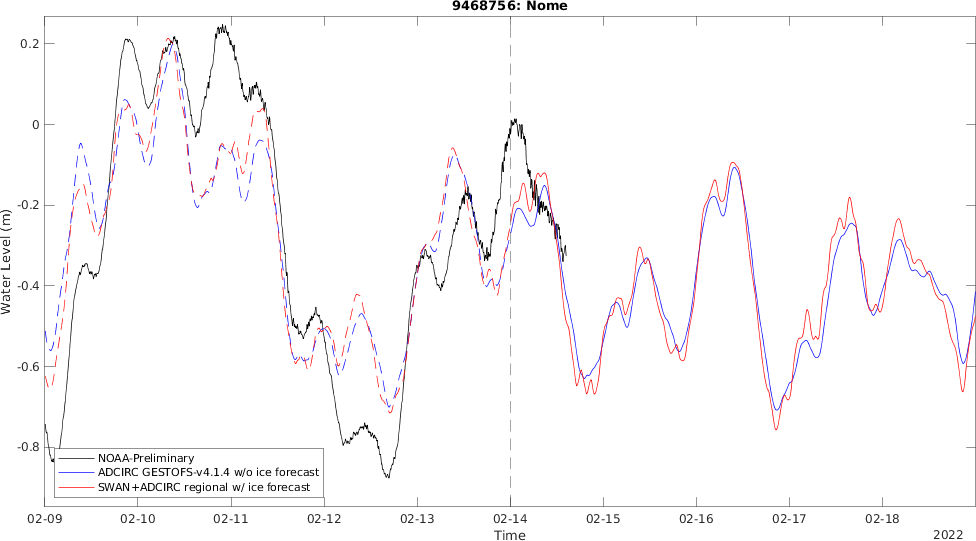 9468756: Nome
Water Level (m)
0.2
0
-0.2
-0.4
-0.6
-0.8
NOAA-Preliminary
ADCIRC GESTOFS-v4.1.4 w/o ice forecast
SWAN+ADCIRC regional w/ ice forecast
02-09 02-10 02-11 02-12 02-13 02-14 02-15 02-16 02-17 02-18
Time
2022